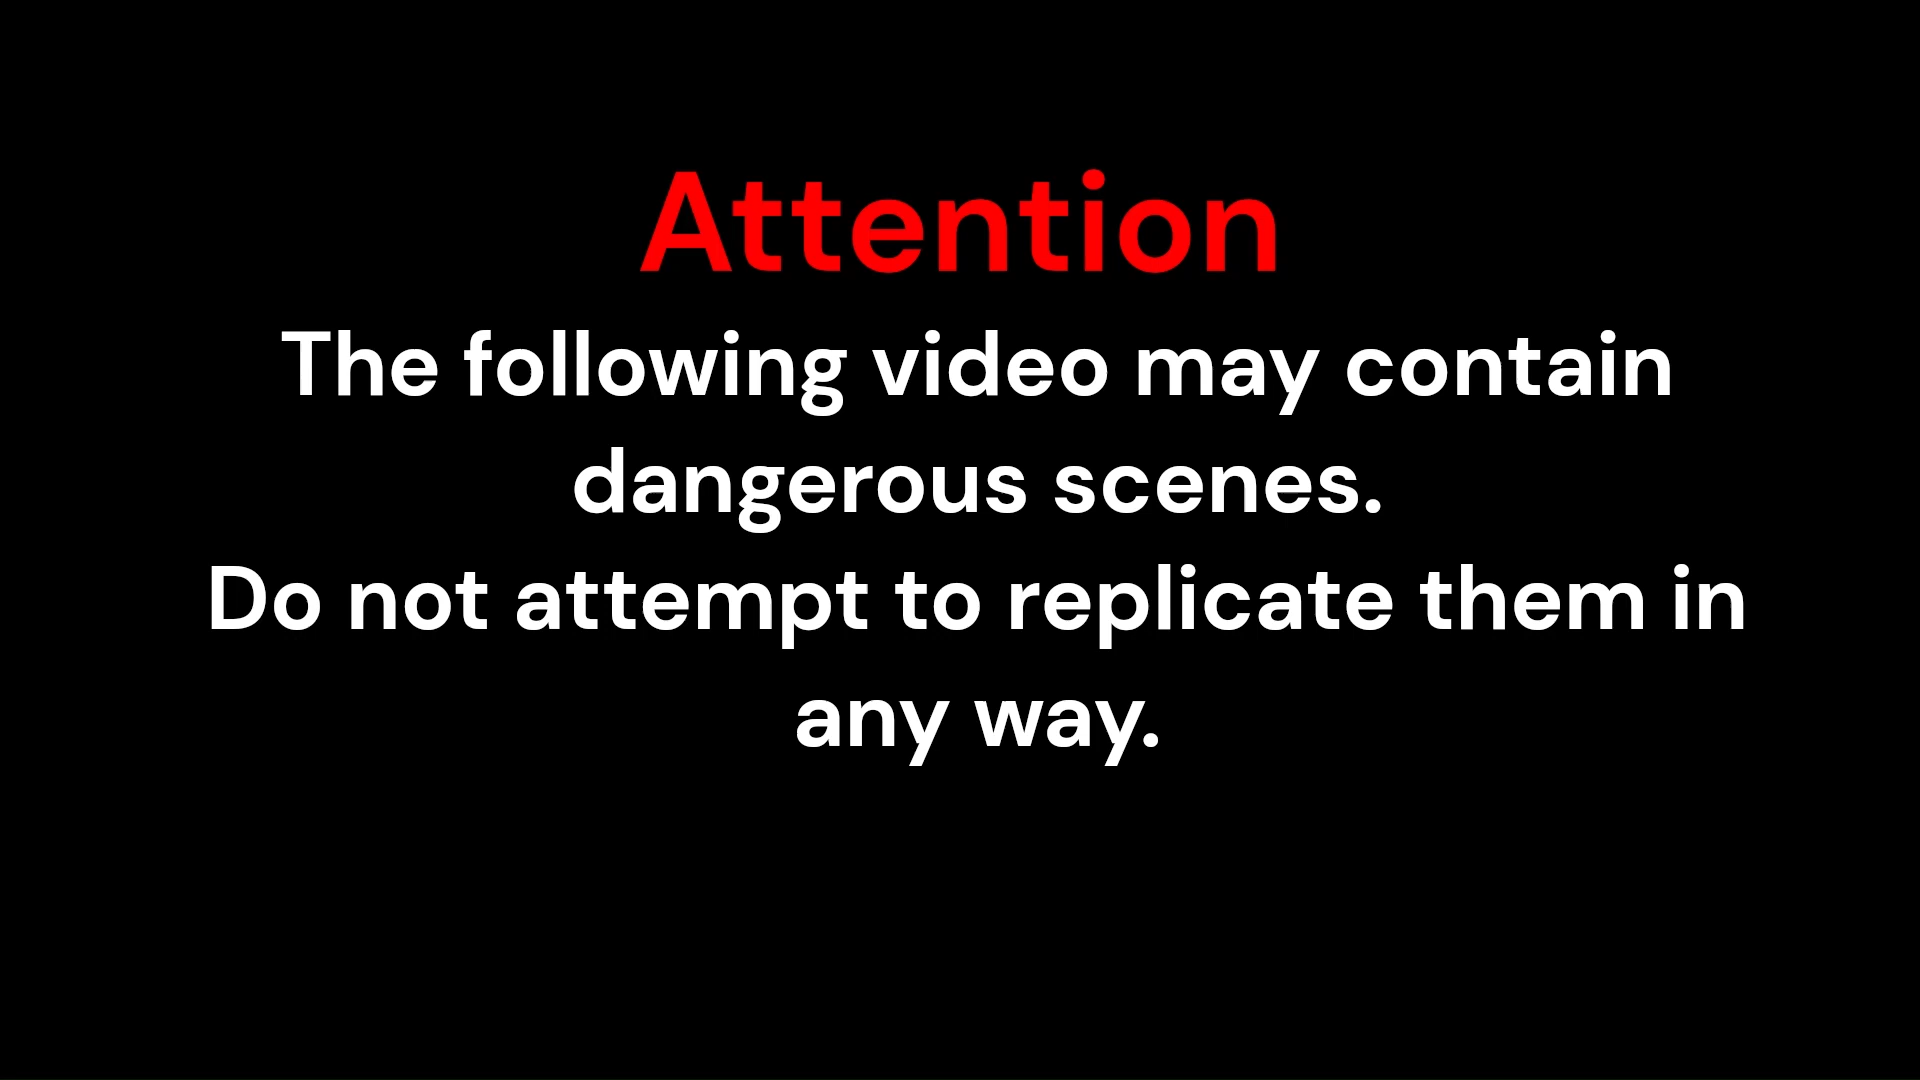 Attention
The following video may contain
dangerous scenes.
Do not attempt to replicate them in
any way.